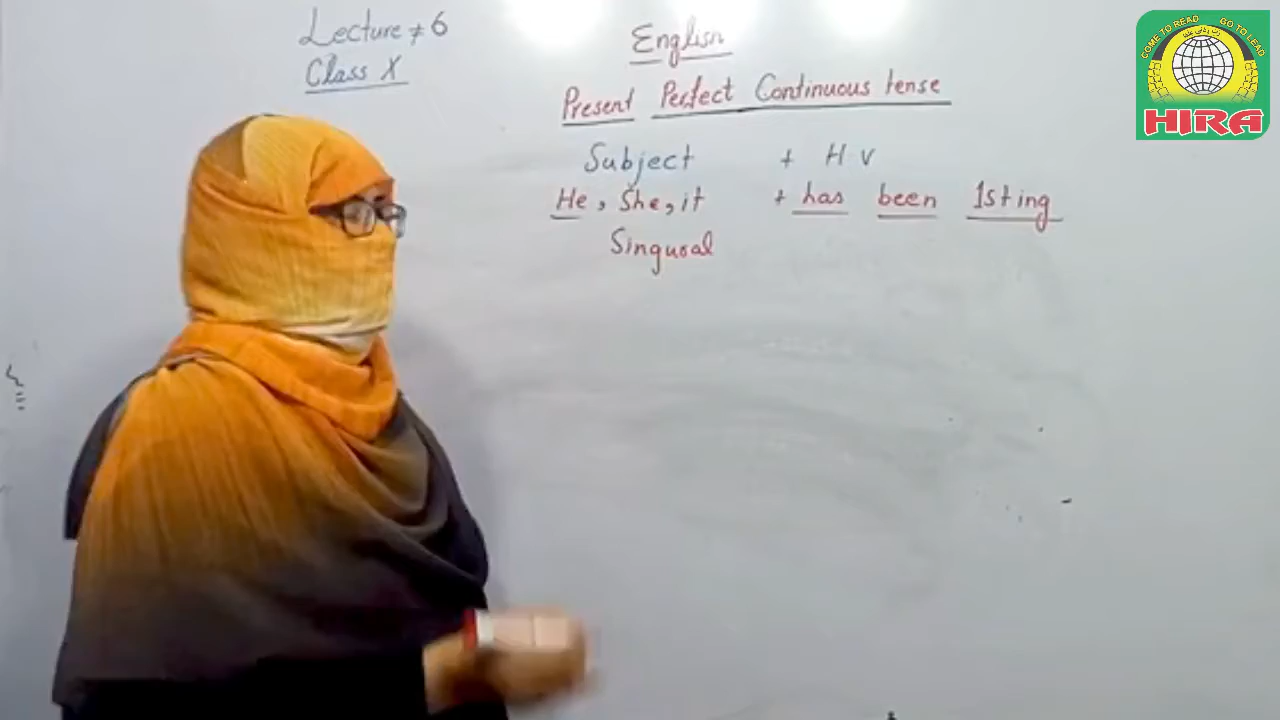 Lecture ≠ 6
Class X
English
Present Perfect Continuous tense
Subject + H v
He, She, it + has been 1st ing
Singural
COME TO READ GO TO LEAD
HIRA